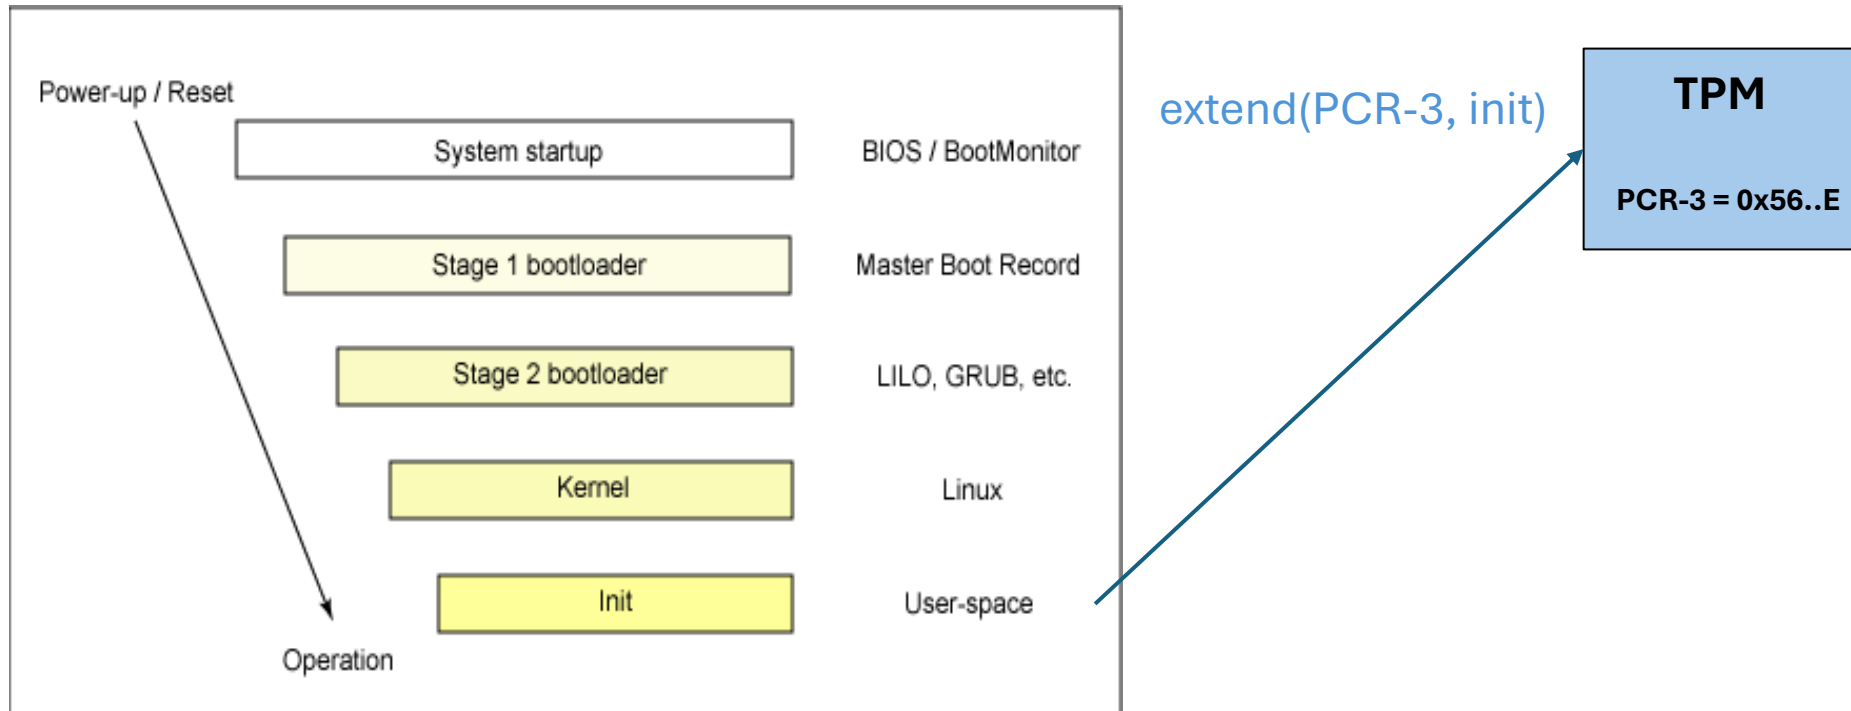 Power-up / Reset
System startup
BIOS / BootMonitor
Stage 1 bootloader
Master Boot Record
Stage 2 bootloader
LILO, GRUB, etc.
Kernel
Linux
Init
User-space
Operation
extend(PCR-3, init)
TPM
PCR-3 = 0x56..E